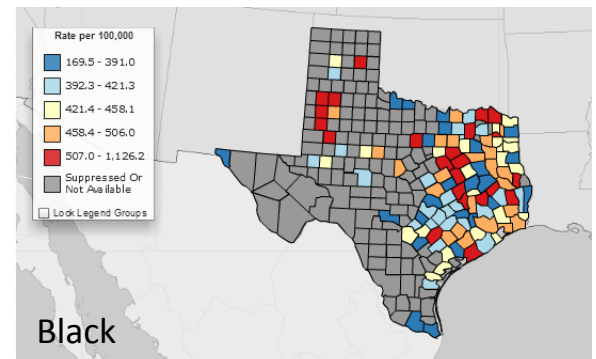 Rate per 100,000
169.5 - 391.0
392.3 - 421.3
421.4 - 458.1
458.4 - 506.0
507.0 - 1,126.2
Suppressed Or
Not Available
Lock Legend Groups
Black